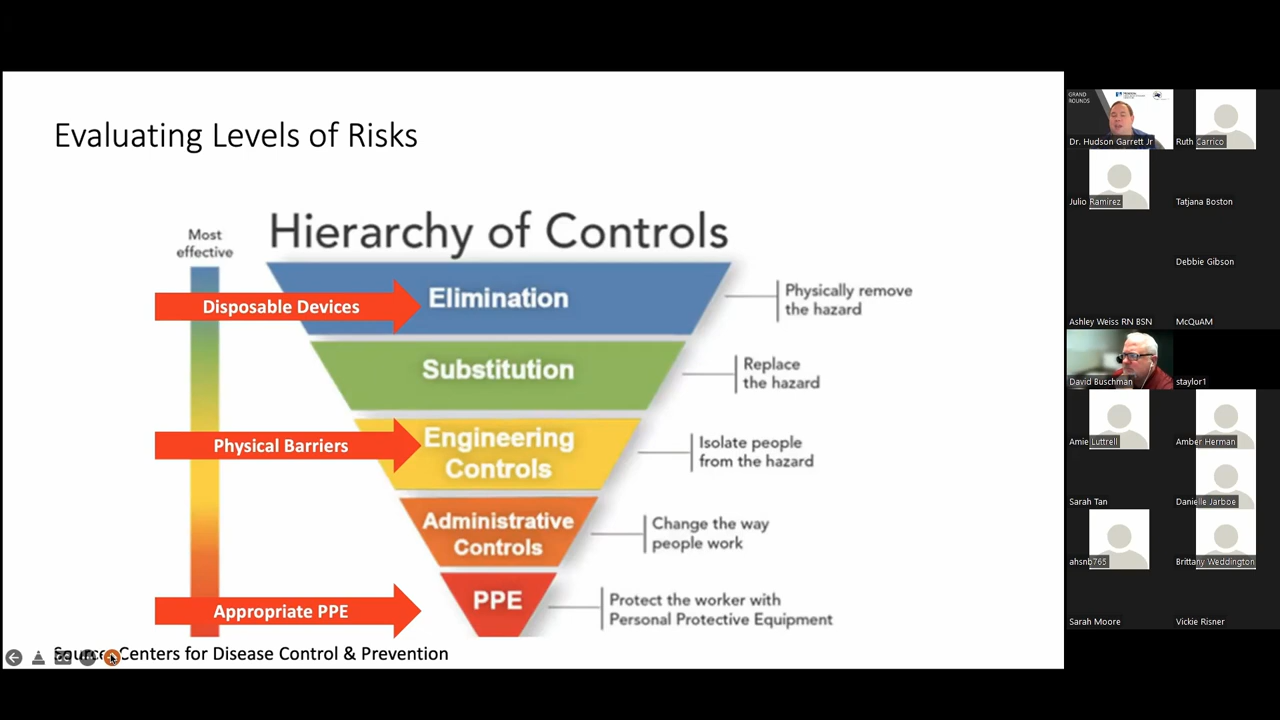 Evaluating Levels of Risks
Hierarchy of Controls
Most
effective
Disposable Devices
Elimination
Physically remove
the hazard
Substitution
Replace
the hazard
Physical Barriers
Engineering
Controls
Isolate people
from the hazard
Administrative
Controls
Change the way
people work
Appropriate PPE
PPE
Protect the worker with
Personal Protective Equipment
Centers for Disease Control & Prevention
GRAND
ROUNDS
Dr. Hudson Garrett Jr
Ruth Carrico
Julio Ramirez
Tatjana Boston
Debbie Gibson
Ashley Weiss RN BSN
McQuAM
David Buschman
staylor1
Amie Luttrell
Amber Herman
Sarah Tan
Danielle Jarboe
ahsnb765
Brittany Weddington
Sarah Moore
Vickie Risner